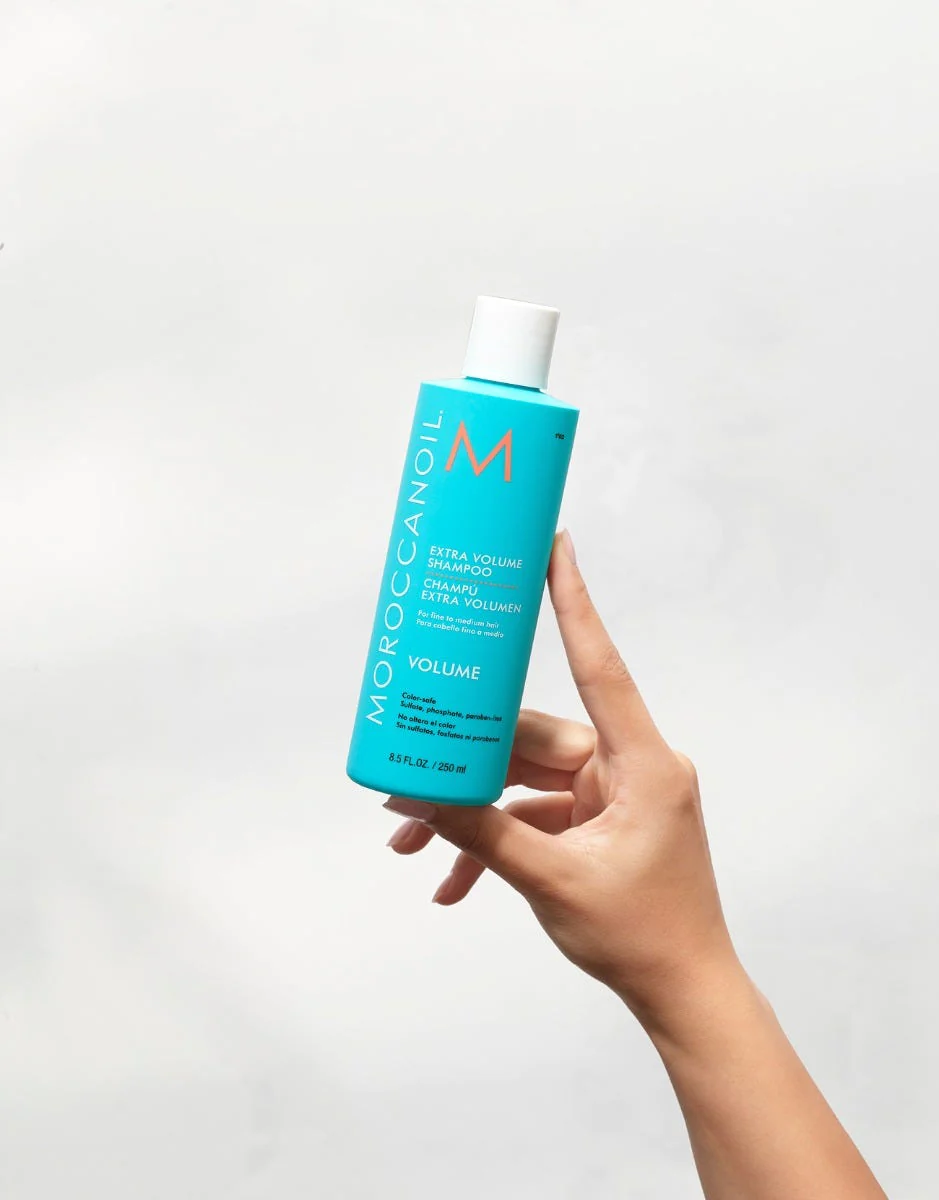 MOROCCANOIL
M
EXTRA VOLUME
SHAMPOO
CHAMPÚ
EXTRA VOLUMEN
For fine to medium hair
Para cabello fino a medio
VOLUME
Color-safe
Sulfate, phosphate, paraben-free
No altera el color
Sin sulfatos, fosfatos ni parabenos
8.5 FL.OZ. / 250 ml